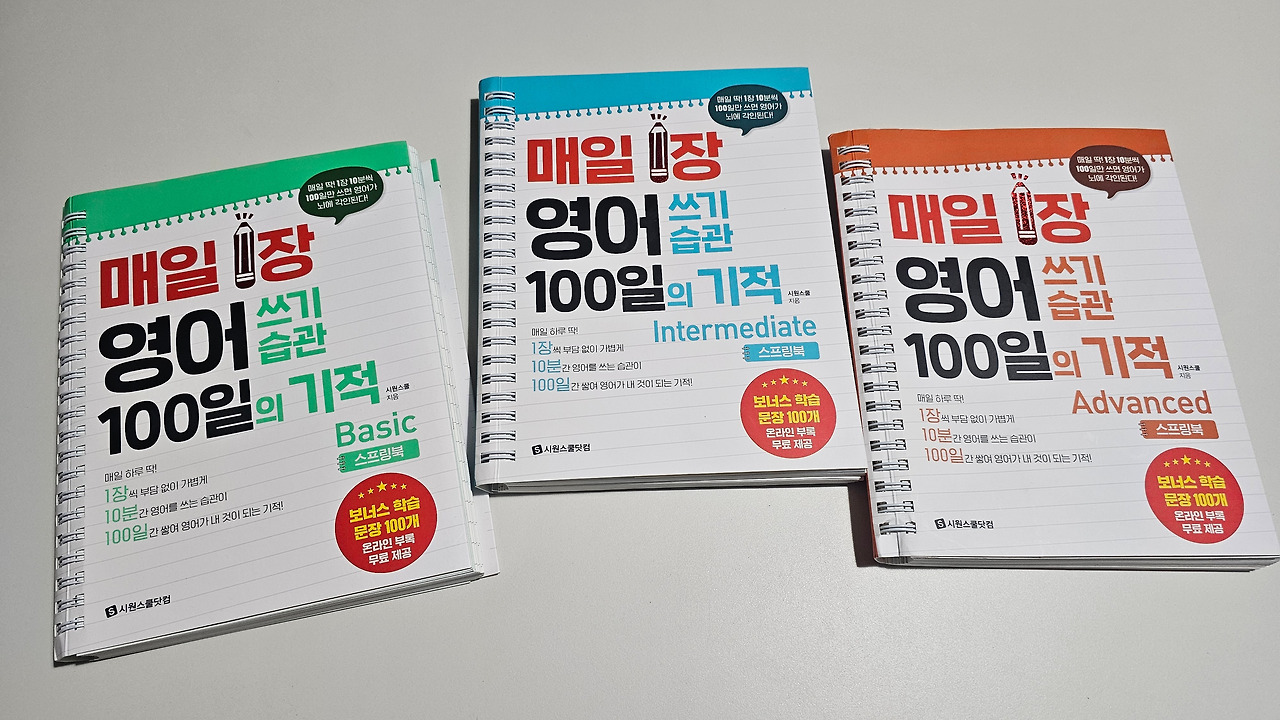 매일 딱! 1장 10분씩
100일만 쓰면 영어가
뇌에 각인된다!
매일 1장
영어 쓰기
습관
100일의 기적
시원스쿨
지음
Basic
스프링북
매일 하루 딱!
1장씩 부담 없이 가볍게
10분간 영어를 쓰는 습관이
100일간 쌓여 영어가 내 것이 되는 기적!
보너스 학습
문장 100개
온라인 부록
무료 제공
S 시원스쿨닷컴
매일 딱! 1장 10분씩
100일만 쓰면 영어가
뇌에 각인된다!
매일 1장
영어 쓰기
습관
100일의 기적
시원스쿨
지음
Intermediate
스프링북
매일 하루 딱!
1장씩 부담 없이 가볍게
10분간 영어를 쓰는 습관이
100일간 쌓여 영어가 내 것이 되는 기적!
보너스 학습
문장 100개
온라인 부록
무료 제공
S 시원스쿨닷컴
매일 딱! 1장 10분씩
100일만 쓰면 영어가
뇌에 각인된다!
매일 1장
영어 쓰기
습관
100일의 기적
시원스쿨
지음
Advanced
스프링북
매일 하루 딱!
1장씩 부담 없이 가볍게
10분간 영어를 쓰는 습관이
100일간 쌓여 영어가 내 것이 되는 기적!
보너스 학습
문장 100개
온라인 부록
무료 제공
S 시원스쿨닷컴